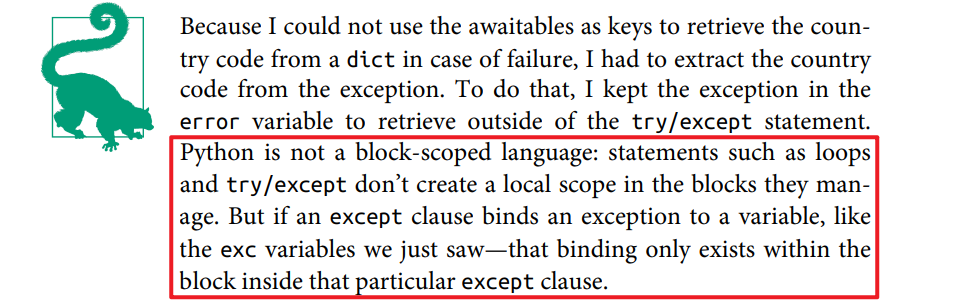 Because I could not use the awaitables as keys to retrieve the coun-
try code from a dict in case of failure, I had to extract the country
code from the exception. To do that, I kept the exception in the
error variable to retrieve outside of the try/except statement.
Python is not a block-scoped language: statements such as loops
and try/except don’t create a local scope in the blocks they man-
age. But if an except clause binds an exception to a variable, like
the exc variables we just saw—that binding only exists within the
block inside that particular except clause.